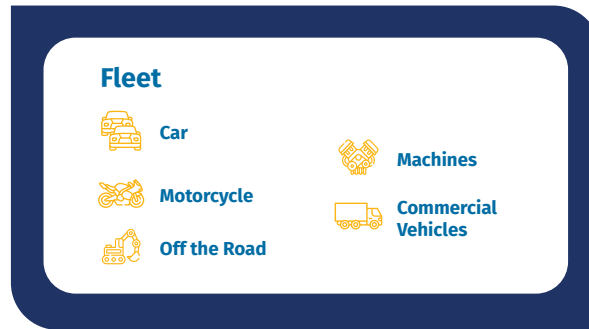 Fleet
Car
Motorcycle
Off the Road
Machines
Commercial
Vehicles